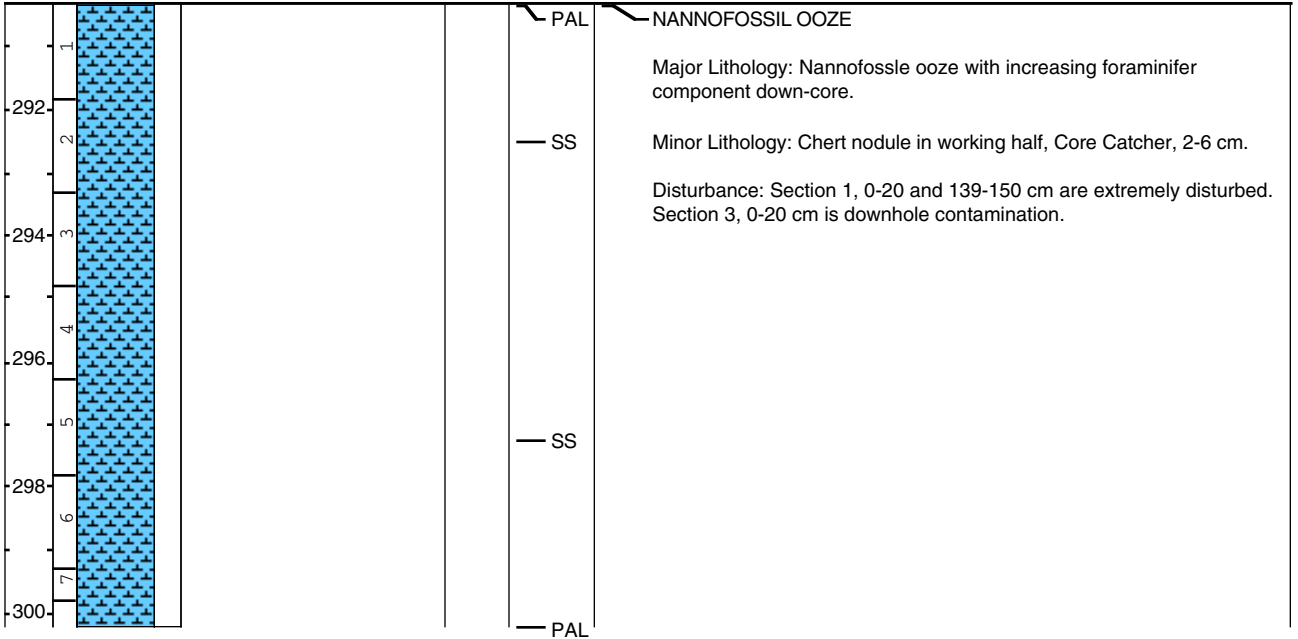 PAL
NANNOFOSSIL OOZE
1
Major Lithology: Nannofossle ooze with increasing foraminifer
component down-core.
292
2
SS
Minor Lithology: Chert nodule in working half, Core Catcher, 2-6 cm.
Disturbance: Section 1, 0-20 and 139-150 cm are extremely disturbed.
Section 3, 0-20 cm is downhole contamination.
294
3
4
296
5
SS
298
6
7
300
PAL